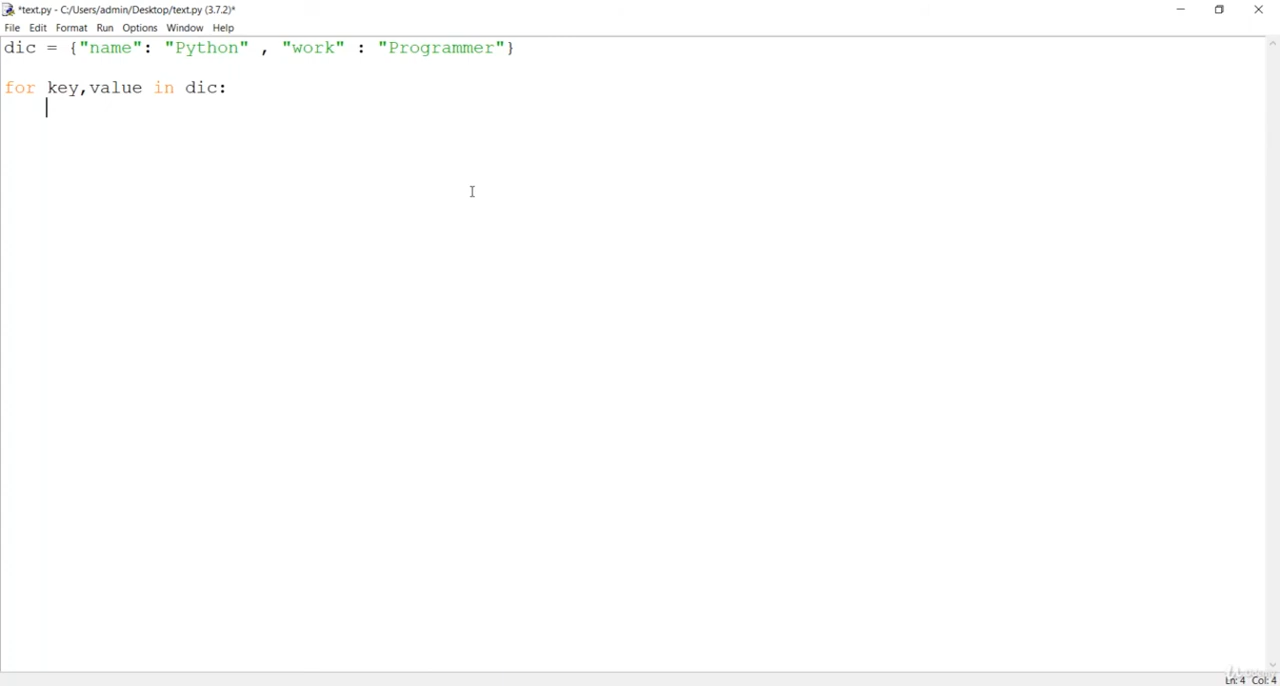 *text.py - C:/Users/admin/Desktop/text.py (3.7.2)*
File Edit Format Run Options Window Help
dic = {"name": "Python" , "work" : "Programmer"}
for key,value in dic:
Ln: 4 Col: 4